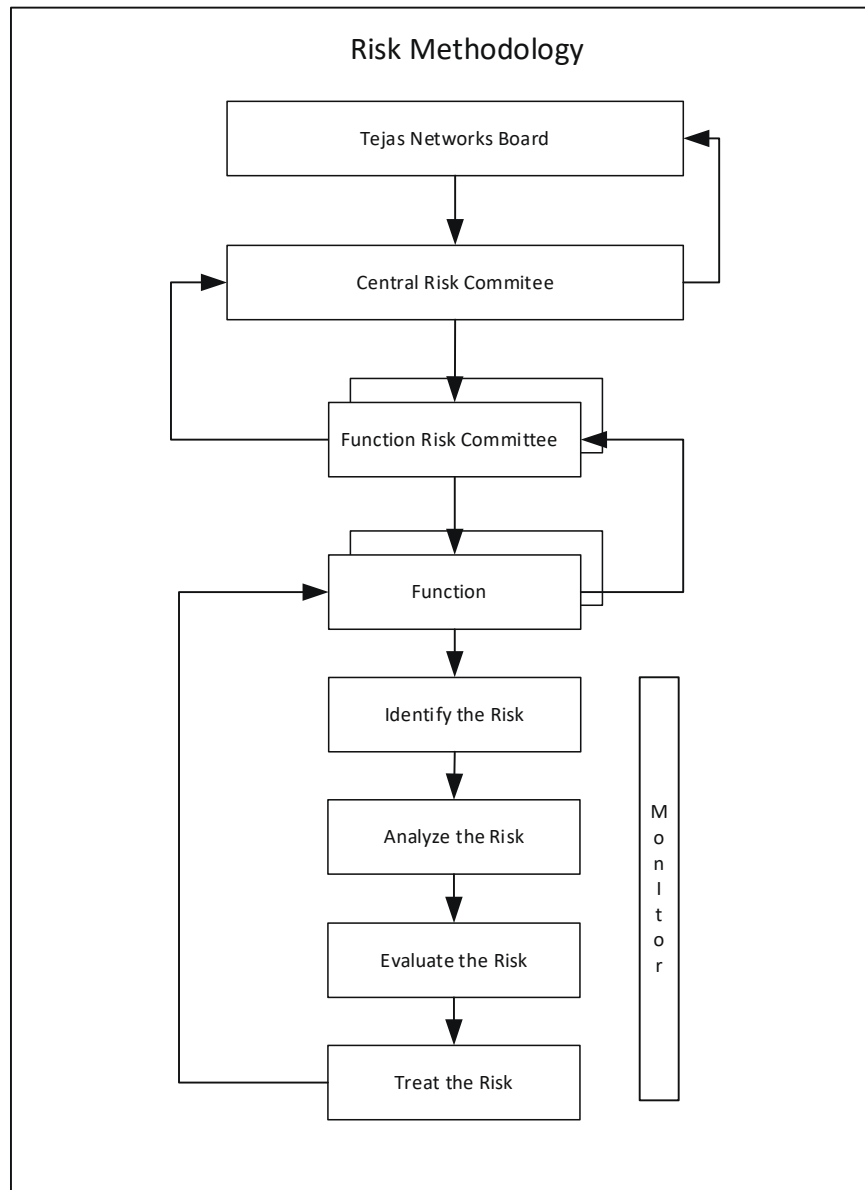 Risk Methodology
Tejas Networks Board
Central Risk Commitee
Function Risk Committee
Function
Identify the Risk
Analyze the Risk
Evaluate the Risk
Treat the Risk
M
o
n
I
t
o
r